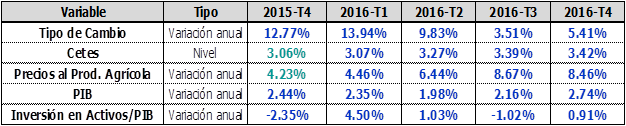 Variable Tipo 2015-T4 2016-T1 2016-T2 2016-T3 2016-T4
Tipo de Cambio Variación anual 12.77% 13.94% 9.83% 3.51% 5.41%
Cetes Nivel 3.06% 3.07% 3.27% 3.39% 3.42%
Precios al Prod. Agrícola Variación anual 4.23% 4.46% 6.44% 8.67% 8.46%
PIB Variación anual 2.44% 2.35% 1.98% 2.16% 2.74%
Inversión en Activos/PIB Variación anual -2.35% 4.50% 1.03% -1.02% 0.91%